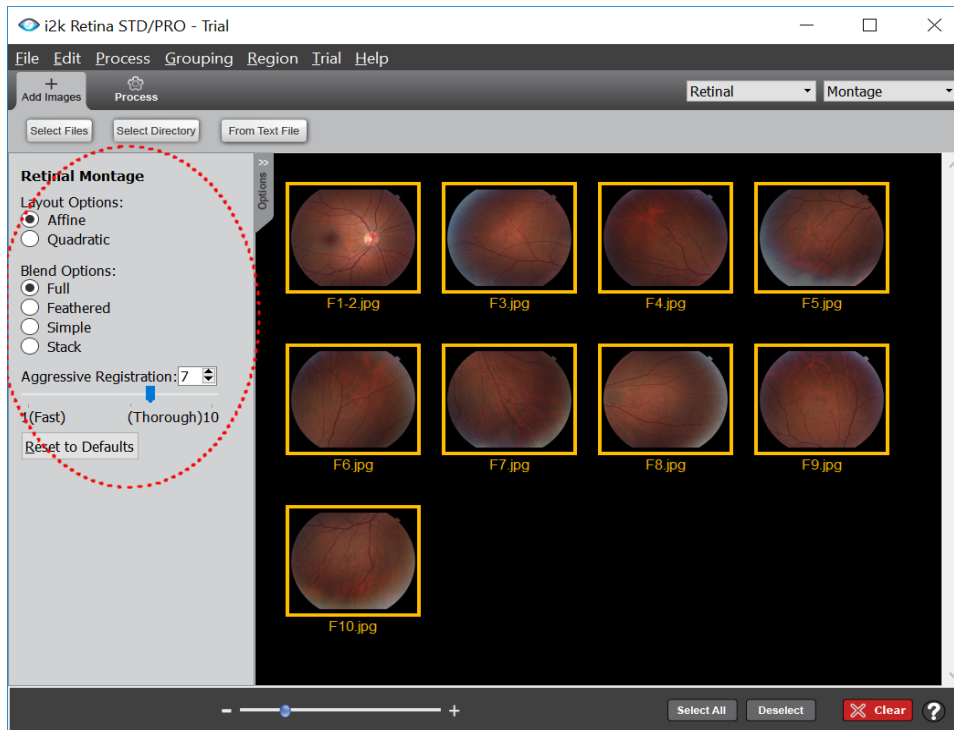 i2k Retina STD/PRO - Trial
File Edit Process Grouping Region Trial Help
Add Images Process Retinal Montage
Select Files Select Directory From Text File
Retinal Montage
Layout Options:
Affine
Quadratic
Blend Options:
Full
Feathered
Simple
Stack
Aggressive Registration: 7
1(Fast) (Thorough)10
Reset to Defaults
>> Options
F1-2.jpg F3.jpg F4.jpg F5.jpg
F6.jpg F7.jpg F8.jpg F9.jpg
F10.jpg
- + Select All Deselect Clear ?